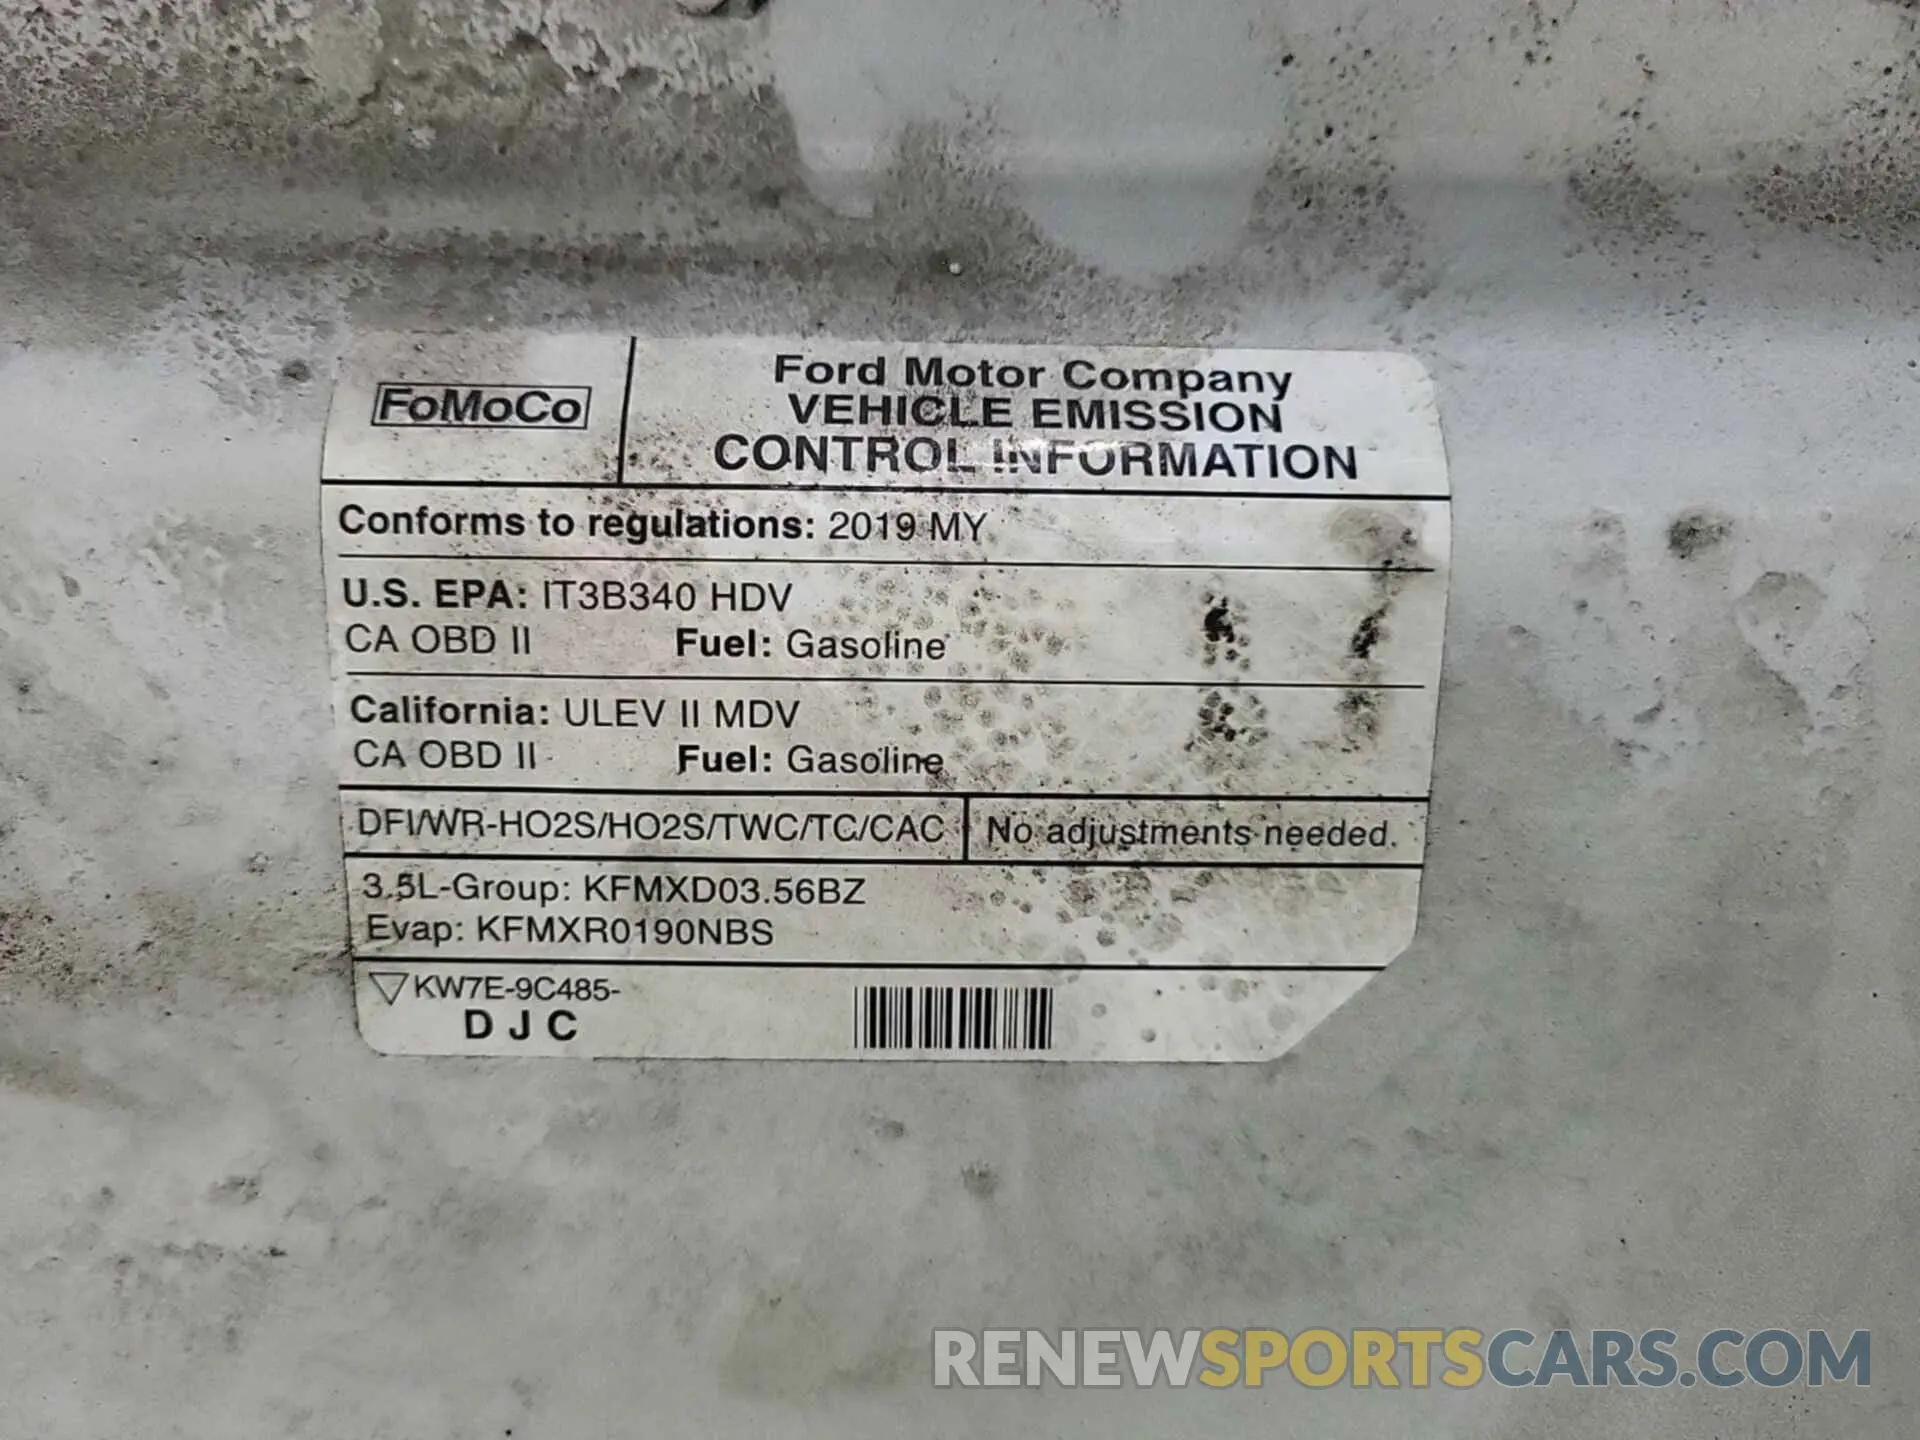 FoMoCo
Ford Motor Company
VEHICLE EMISSION
CONTROL INFORMATION
Conforms to regulations: 2019 MY
U.S. EPA: IT3B340 HDV
CA OBD II Fuel: Gasoline
California: ULEV II MDV
CA OBD II Fuel: Gasoline
DFI/WR-HO2S/HO2S/TWC/TC/CAC No adjustments needed.
3.5L-Group: KFMXD03.56BZ
Evap: KFMXR0190NBS
KW7E-9C485-
D J C
RENEWSPORTSCARS.COM